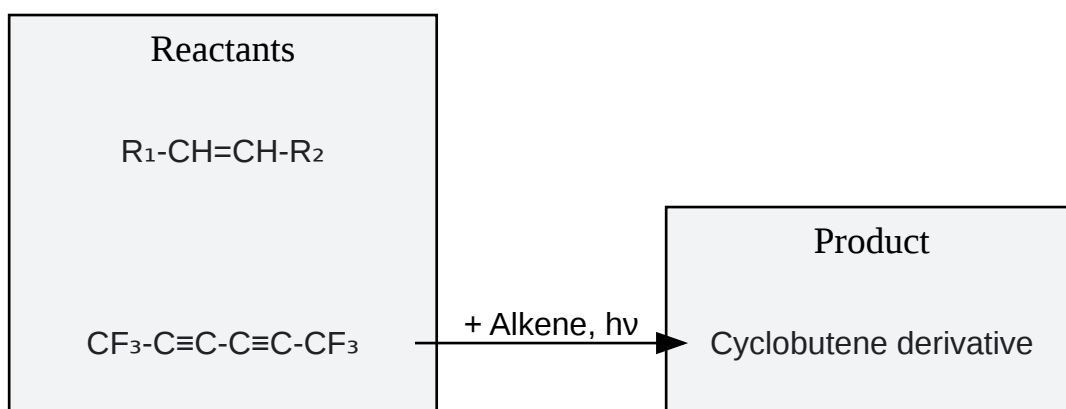 Reactants
R₁-CH=CH-R₂
CF₃-C≡C-C≡C-CF₃
+ Alkene, hν
Product
Cyclobutene derivative